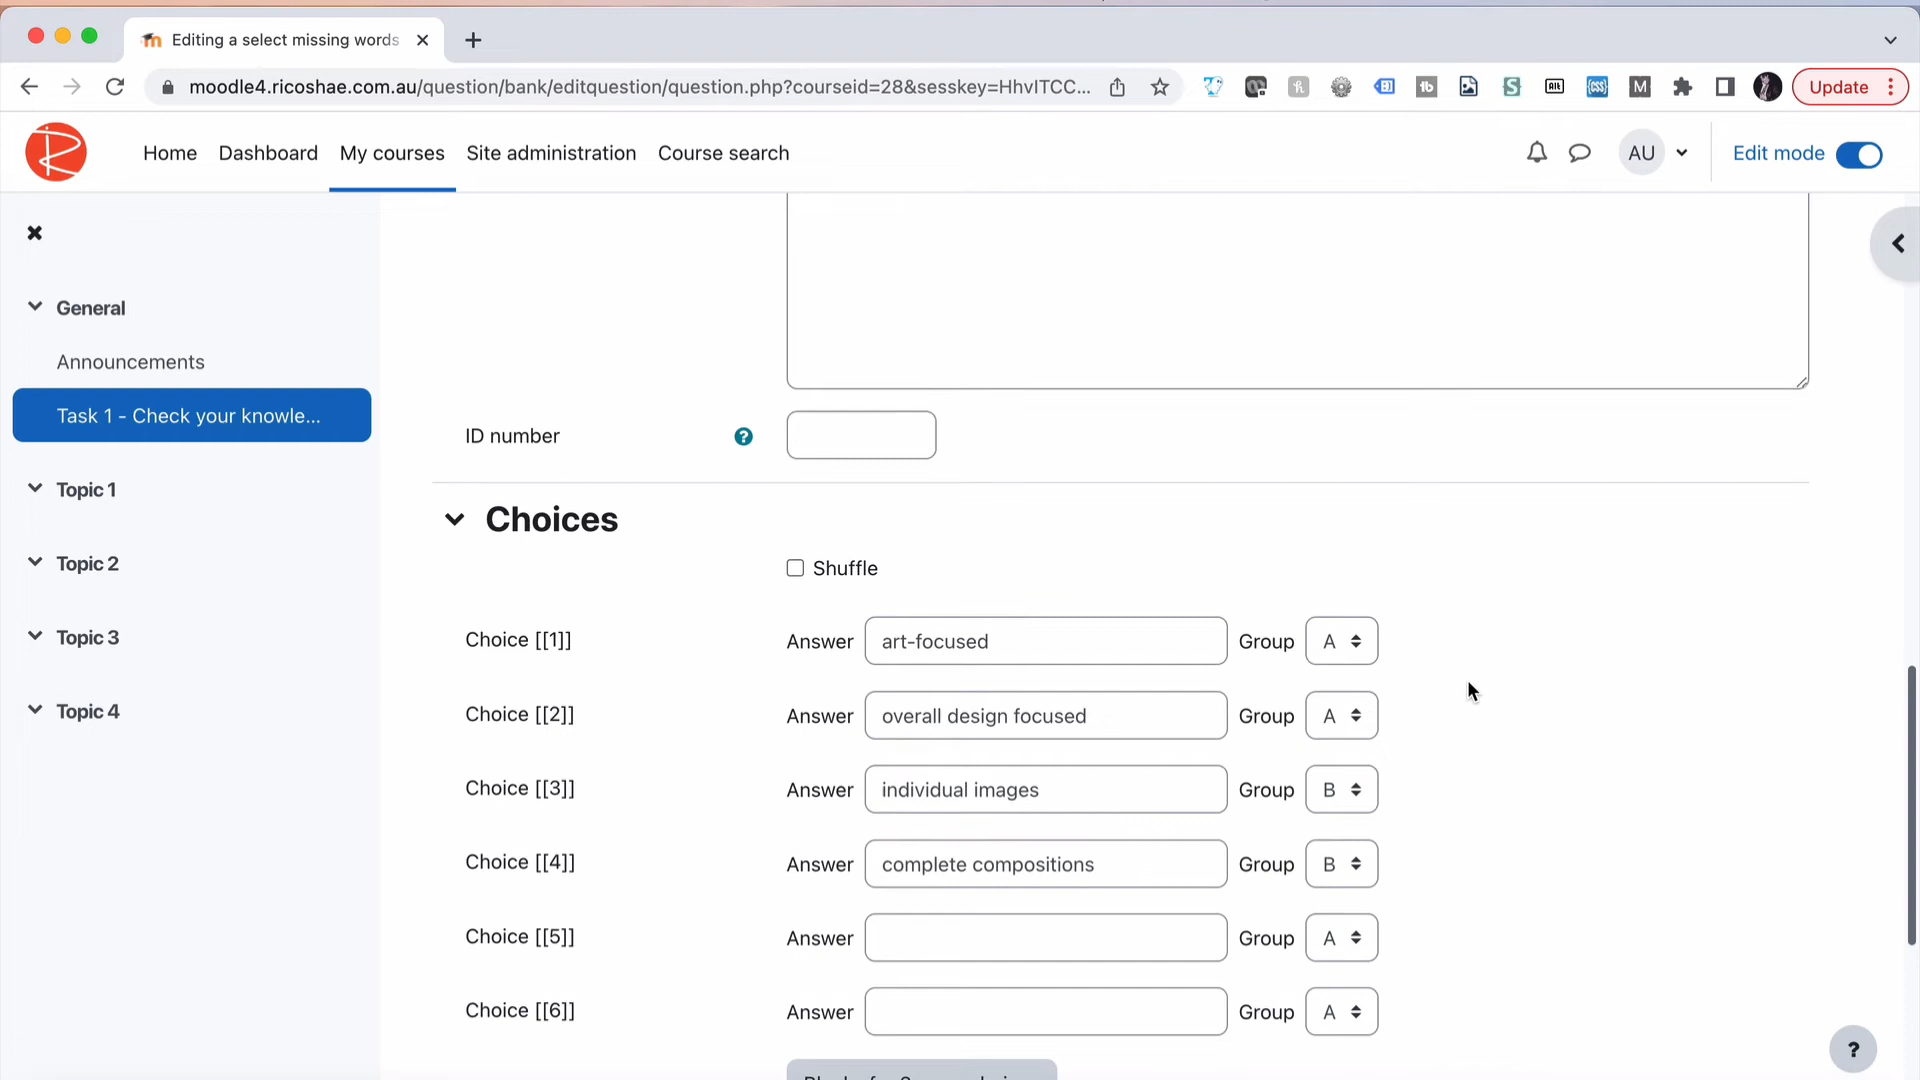 Editing a select missing words
moodle4.ricoshae.com.au/question/bank/editquestion/question.php?courseid=28&sesskey=HhvITCC...
Update
Home Dashboard My courses Site administration Course search
AU
Edit mode
General
Announcements
Task 1 - Check your knowle...
Topic 1
Topic 2
Topic 3
Topic 4
ID number
?
Choices
Shuffle
Choice [[1]] Answer art-focused Group A
Choice [[2]] Answer overall design focused Group A
Choice [[3]] Answer individual images Group B
Choice [[4]] Answer complete compositions Group B
Choice [[5]] Answer Group A
Choice [[6]] Answer Group A
?